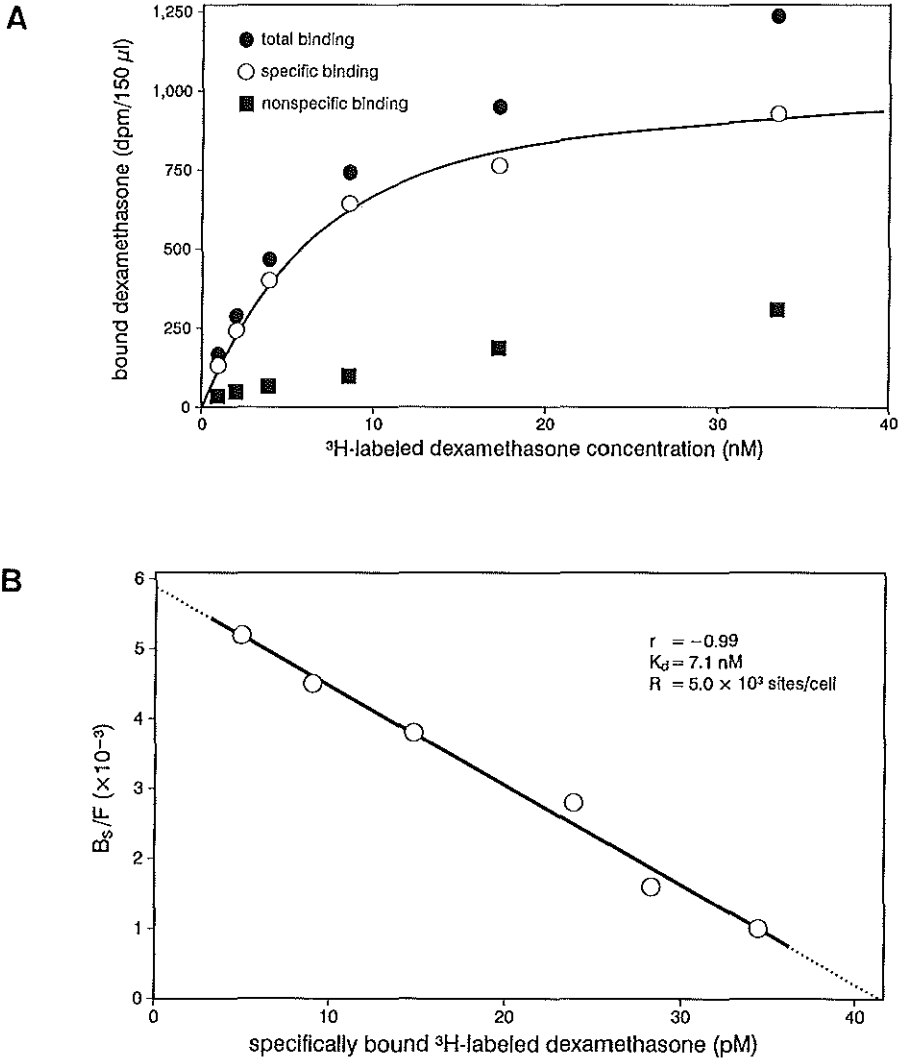 A
1,250
1,000
750
500
250
0
bound dexamethasone (dpm/150 µl)
total binding
specific binding
nonspecific binding
0 10 20 30 40
³H-labeled dexamethasone concentration (nM)
B
6
5
4
3
2
1
0
Bₛ/F (×10⁻³)
r = −0.99
K_d = 7.1 nM
R = 5.0 × 10³ sites/cell
0 10 20 30 40
specifically bound ³H-labeled dexamethasone (pM)